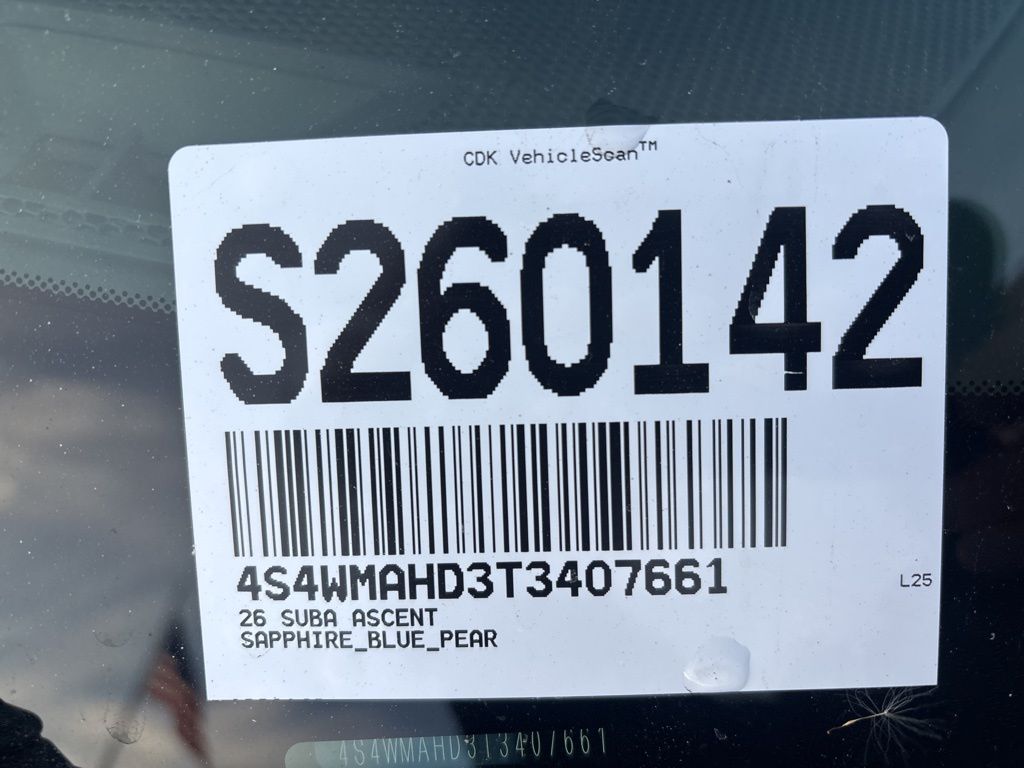 CDK VehicleScan™
S260142
4S4WMAHD3T3407661
L25
26 SUBA ASCENT
SAPPHIRE_BLUE_PEAR
4S4WMAHD3T3407661